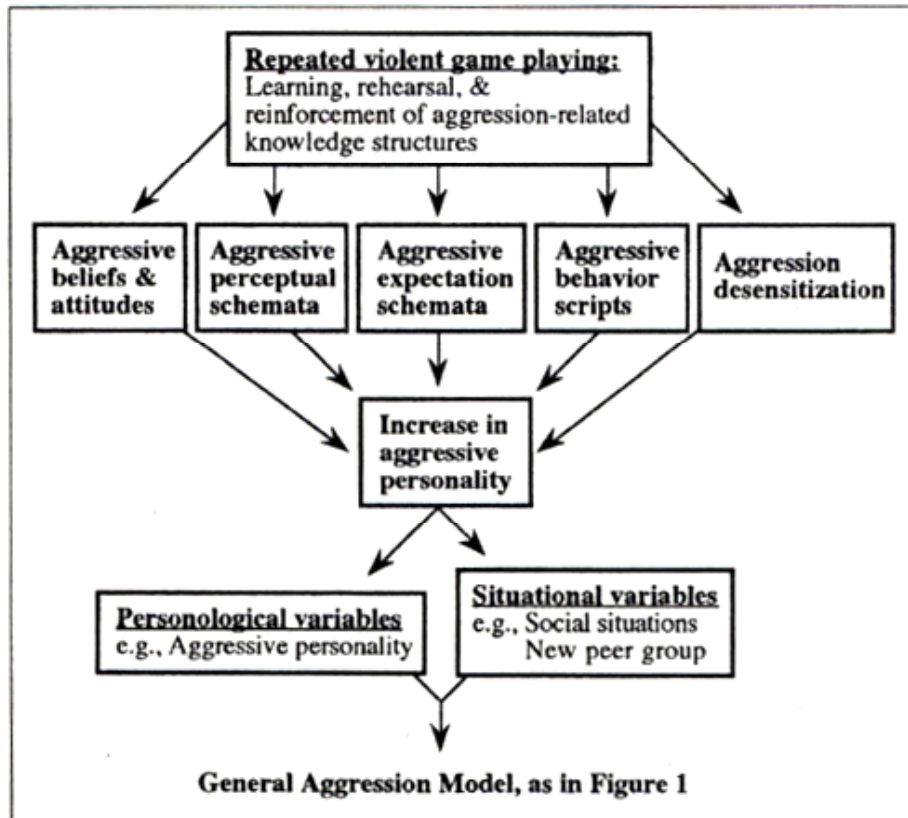 Repeated violent game playing:
Learning, rehearsal, &
reinforcement of aggression-related
knowledge structures
Aggressive
beliefs &
attitudes
Aggressive
perceptual
schemata
Aggressive
expectation
schemata
Aggressive
behavior
scripts
Aggression
desensitization
Increase in
aggressive
personality
Personological variables
e.g., Aggressive personality
Situational variables
e.g., Social situations
New peer group
General Aggression Model, as in Figure 1